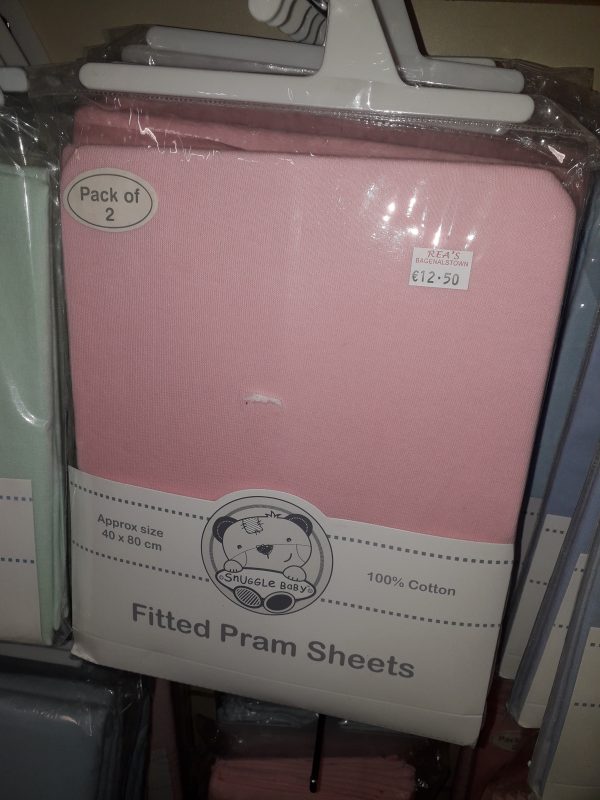 Pack of
2
REA'S
BAGENALSTOWN
€12·50
Approx size
40 x 80 cm
SnUGGLE BABY
100% Cotton
Fitted Pram Sheets
Pack